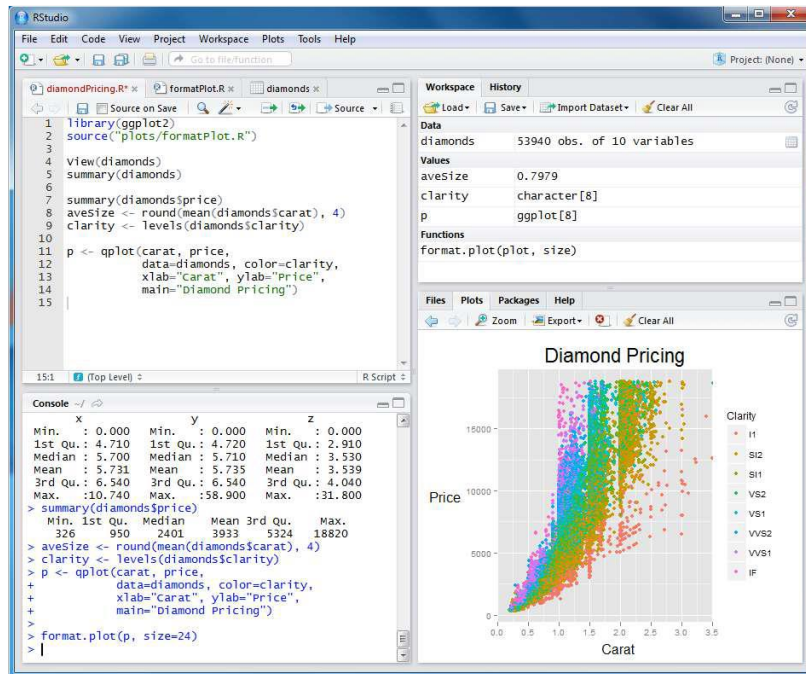 RStudio
File Edit Code View Project Workspace Plots Tools Help
Go to file/function
Project: (None)
diamondPricing.R* × formatPlot.R × diamonds ×
Source on Save Source
1 library(ggplot2)
2 source("plots/formatPlot.R")
3
4 View(diamonds)
5 summary(diamonds)
6
7 summary(diamonds$price)
8 aveSize <- round(mean(diamonds$carat), 4)
9 clarity <- levels(diamonds$clarity)
10
11 p <- qplot(carat, price,
12 data=diamonds, color=clarity,
13 xlab="Carat", ylab="Price",
14 main="Diamond Pricing")
15
15:1 (Top Level) R Script
Console ~/
x y z
Min. : 0.000 Min. : 0.000 Min. : 0.000
1st Qu.: 4.710 1st Qu.: 4.720 1st Qu.: 2.910
Median : 5.700 Median : 5.710 Median : 3.530
Mean : 5.731 Mean : 5.735 Mean : 3.539
3rd Qu.: 6.540 3rd Qu.: 6.540 3rd Qu.: 4.040
Max. :10.740 Max. :58.900 Max. :31.800
> summary(diamonds$price)
Min. 1st Qu. Median Mean 3rd Qu. Max.
326 950 2401 3933 5324 18820
> aveSize <- round(mean(diamonds$carat), 4)
> clarity <- levels(diamonds$clarity)
> p <- qplot(carat, price,
+ data=diamonds, color=clarity,
+ xlab="Carat", ylab="Price",
+ main="Diamond Pricing")
>
> format.plot(p, size=24)
>
Workspace History
Load Save Import Dataset Clear All
Data
diamonds 53940 obs. of 10 variables
Values
aveSize 0.7979
clarity character[8]
p ggplot[8]
Functions
format.plot(plot, size)
Files Plots Packages Help
Zoom Export Clear All
Diamond Pricing
Price
15000
10000
5000
0
0.0 0.5 1.0 1.5 2.0 2.5 3.0 3.5
Carat
Clarity
I1
SI2
SI1
VS2
VS1
VVS2
VVS1
IF